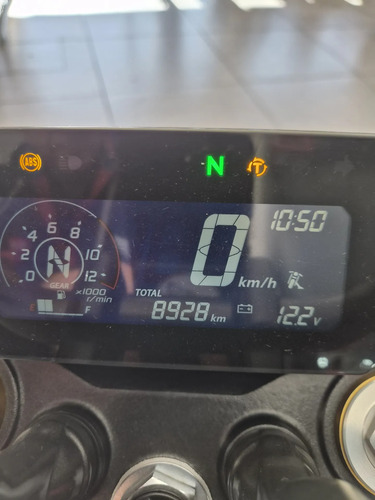 ABS N T
10:50
6
4 8
2 N 10
0 12
GEAR
×1000
r/min
0 km/h
E F
TOTAL
8928 km
12.2 V